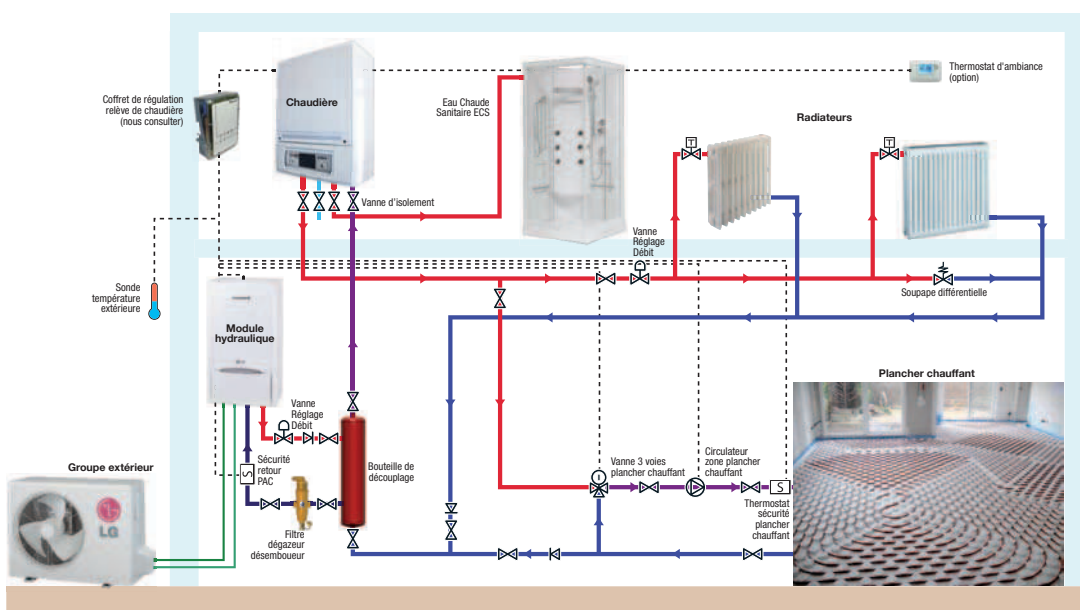 Thermostat d'ambiance
(option)
Coffret de régulation
relève de chaudière
(nous consulter)
Chaudière
Eau Chaude
Sanitaire ECS
Radiateurs
T
T
Vanne d'isolement
Vanne
Réglage
Débit
Sonde
température
extérieure
Soupape différentielle
Module
hydraulique
Plancher chauffant
Vanne
Réglage
Débit
Sécurité
retour
PAC
S
Bouteille de
découplage
Vanne 3 voies
plancher chauffant
Circulateur
zone plancher
chauffant
S
Groupe extérieur
LG
Thermostat
sécurité
plancher
chauffant
Filtre
dégazeur
désemboueur